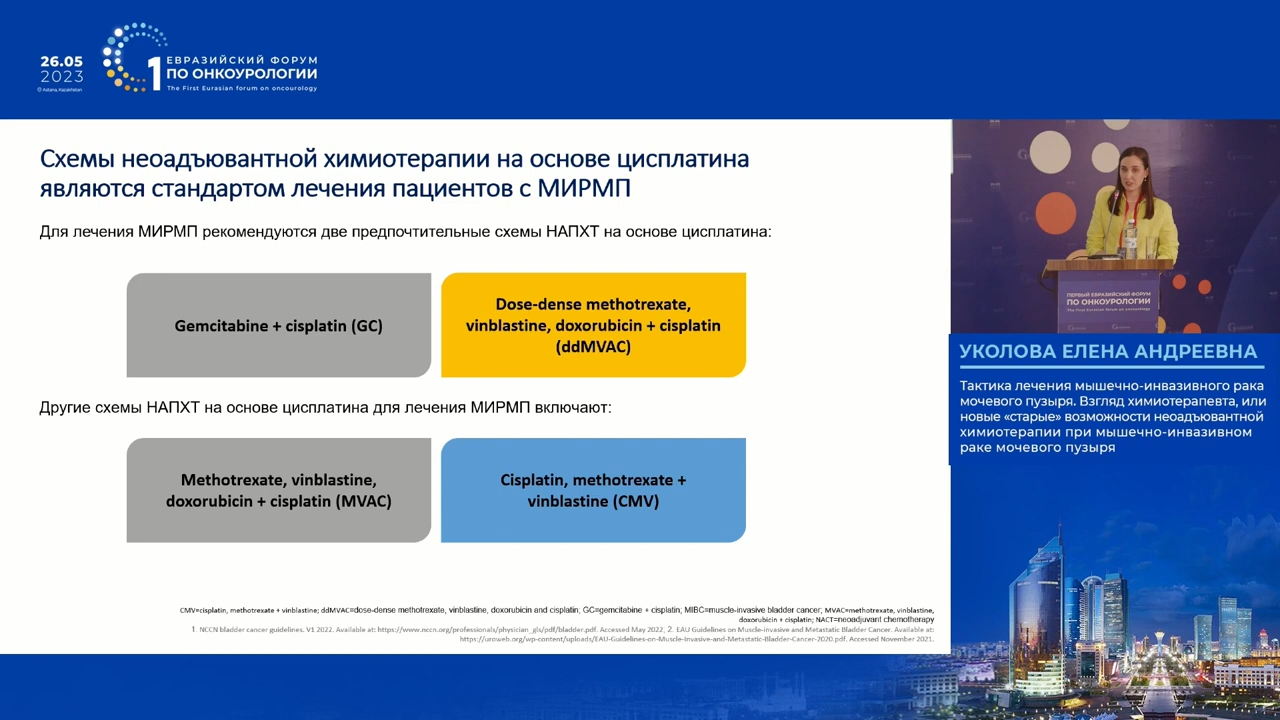 26.05
2023
Astana, Kazakhstan
1
ЕВРАЗИЙСКИЙ ФОРУМ
ПО ОНКОУРОЛОГИИ
The First Eurasian forum on oncourology
Схемы неоадъювантной химиотерапии на основе цисплатина
являются стандартом лечения пациентов с МИРМП
Для лечения МИРМП рекомендуются две предпочтительные схемы НАПХТ на основе цисплатина:
Gemcitabine + cisplatin (GC)
Dose-dense methotrexate,
vinblastine, doxorubicin + cisplatin
(ddMVAC)
Другие схемы НАПХТ на основе цисплатина для лечения МИРМП включают:
Methotrexate, vinblastine,
doxorubicin + cisplatin (MVAC)
Cisplatin, methotrexate +
vinblastine (CMV)
CMV=cisplatin, methotrexate + vinblastine; ddMVAC=dose-dense methotrexate, vinblastine, doxorubicin and cisplatin; GC=gemcitabine + cisplatin; MIBC=muscle-invasive bladder cancer; MVAC=methotrexate, vinblastine,
doxorubicin + cisplatin; NACT=neoadjuvant chemotherapy
1. NCCN bladder cancer guidelines. V1 2022. Available at: https://www.nccn.org/professionals/physician_gls/pdf/bladder.pdf. Accessed May 2022, 2. EAU Guidelines on Muscle-invasive and Metastatic Bladder Cancer. Available at:
https://uroweb.org/wp-content/uploads/EAU-Guidelines-on-Muscle-Invasive-and-Metastatic-Bladder-Cancer-2020.pdf. Accessed November 2021.
ПЕРВЫЙ ЕВРАЗИЙСКИЙ ФОРУМ
ПО ОНКОУРОЛОГИИ
The First Eurasian forum on oncourology
УКОЛОВА ЕЛЕНА АНДРЕЕВНА
Тактика лечения мышечно-инвазивного рака
мочевого пузыря. Взгляд химиотерапевта, или
новые «старые» возможности неоадъювантной
химиотерапии при мышечно-инвазивном
раке мочевого пузыря